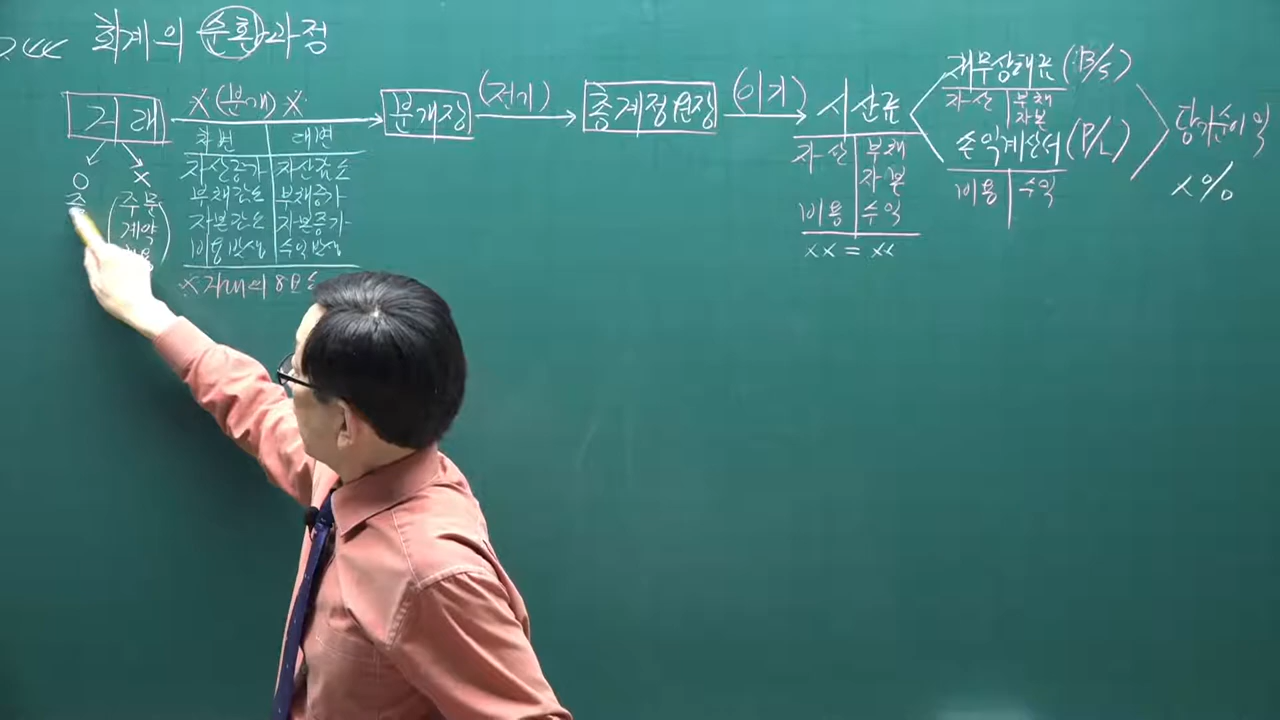 회계의 순환과정
거래
※(분개)※
분개장
(전기)
총계정원장
(이기)
시산표
재무상태표(B/S)
자산 부채
자본
손익계산서(P/L)
비용 수익
당기순이익
×%
차변 대변
자산증가 자산감소
부채감소 부채증가
자본감소 자본증가
비용발생 수익발생
※거래의 8요소
O ×
주문
계약
자산 부채
자본
비용 수익
×× = ××